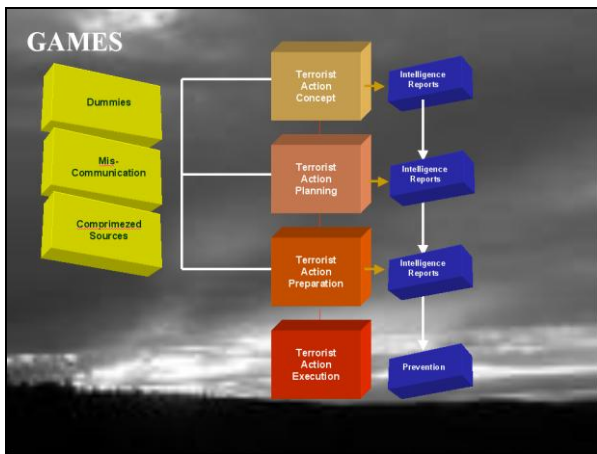 GAMES
Dummies
Mis-
Communication
Comprimezed
Sources
Terrorist
Action
Concept
Intelligence
Reports
Terrorist
Action
Planning
Intelligence
Reports
Terrorist
Action
Preparation
Intelligence
Reports
Terrorist
Action
Execution
Prevention